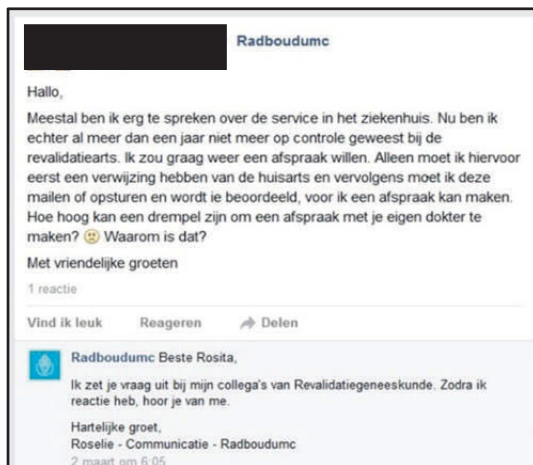 Radboudumc
Hallo,
Meestal ben ik erg te spreken over de service in het ziekenhuis. Nu ben ik
echter al meer dan een jaar niet meer op controle geweest bij de
revalidatiearts. Ik zou graag weer een afspraak willen. Alleen moet ik hiervoor
eerst een verwijzing hebben van de huisarts en vervolgens moet ik deze
mailen of opsturen en wordt ie beoordeeld, voor ik een afspraak kan maken.
Hoe hoog kan een drempel zijn om een afspraak met je eigen dokter te
maken? Waarom is dat?
Met vriendelijke groeten
1 reactie
Vind ik leuk Reageren Delen
Radboudumc Beste Rosita,
Ik zet je vraag uit bij mijn collega's van Revalidatiegeneeskunde. Zodra ik
reactie heb, hoor je van me.
Hartelijke groet,
Roselie - Communicatie - Radboudumc
2 maart om 6:05